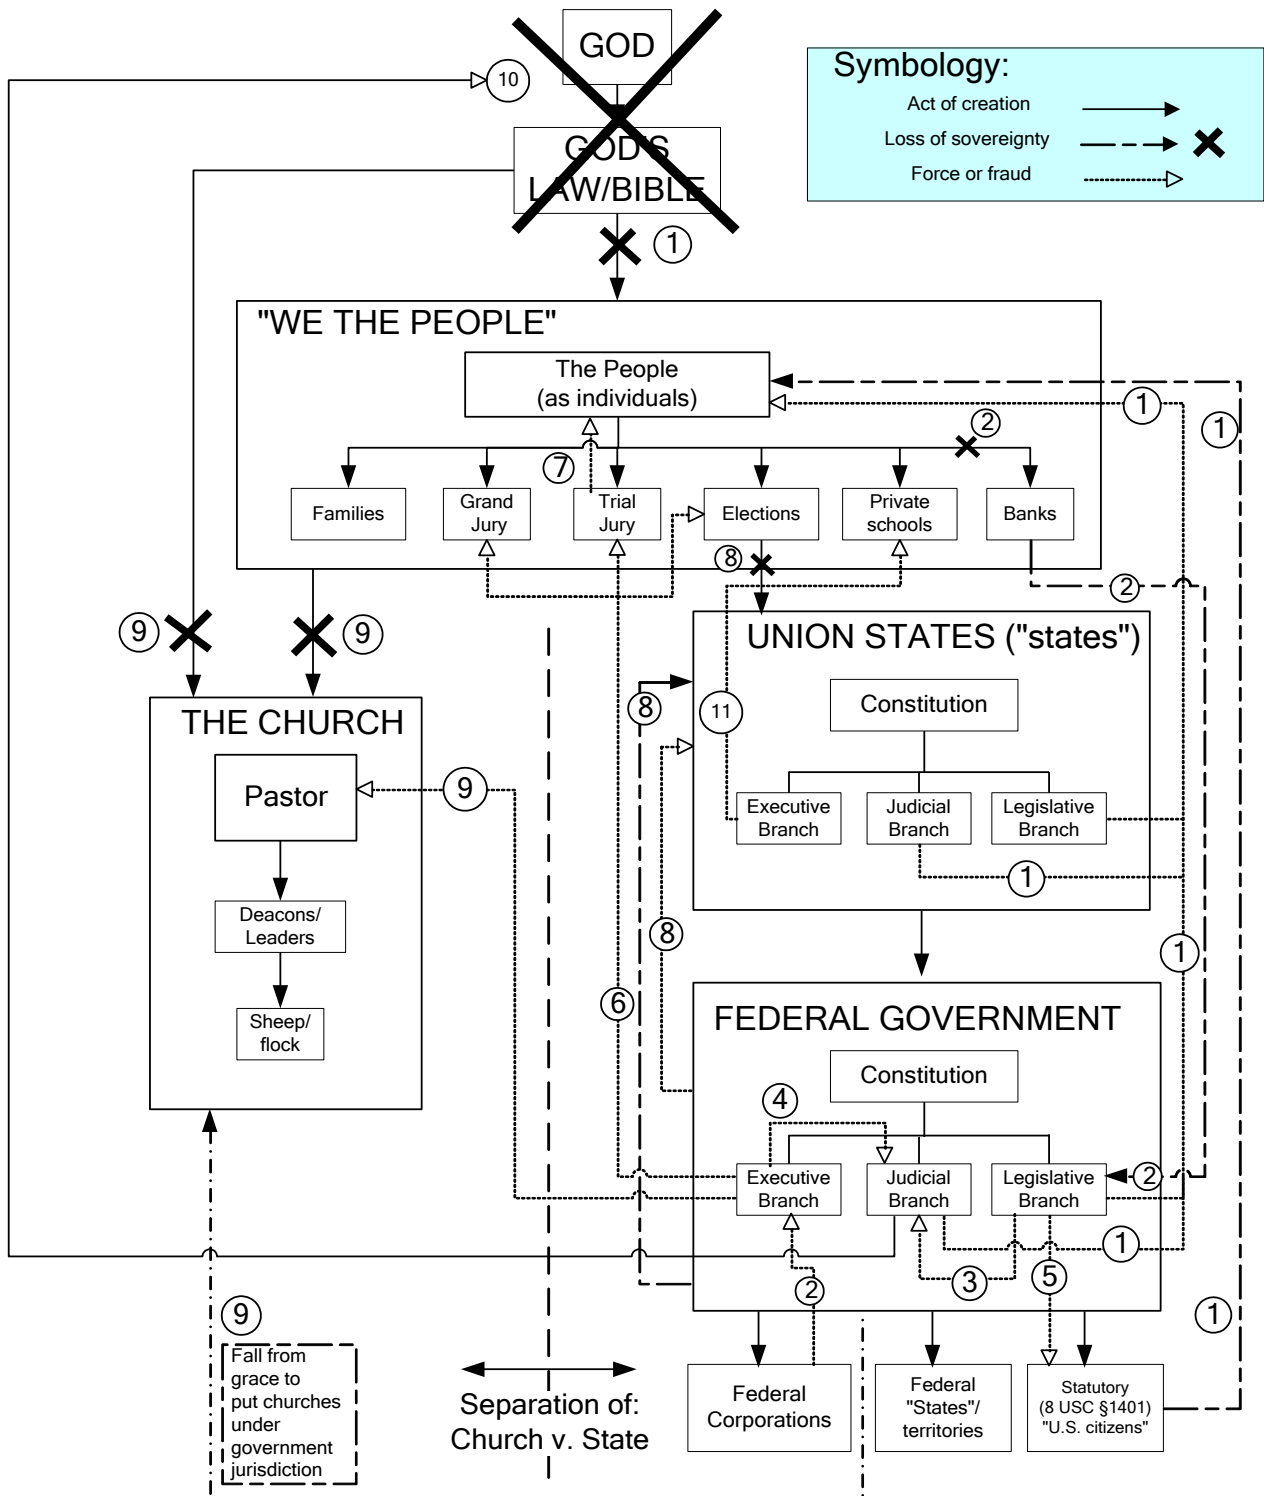 GOD
10
Symbology:
Act of creation
Loss of sovereignty
Force or fraud
GOD'S
LAW/BIBLE
1
"WE THE PEOPLE"
The People
(as individuals)
1
1
2
7
Families
Grand
Jury
Trial
Jury
Elections
Private
schools
Banks
8
2
9
9
UNION STATES ("states")
THE CHURCH
8
11
Constitution
Pastor
9
Executive
Branch
Judicial
Branch
Legislative
Branch
1
Deacons/
Leaders
8
1
6
Sheep/
flock
FEDERAL GOVERNMENT
Constitution
4
Executive
Branch
Judicial
Branch
Legislative
Branch
2
1
3
5
2
9
1
Fall from
grace to
put churches
under
government
jurisdiction
Separation of:
Church v. State
Federal
Corporations
Federal
"States"/
territories
Statutory
(8 USC §1401)
"U.S. citizens"